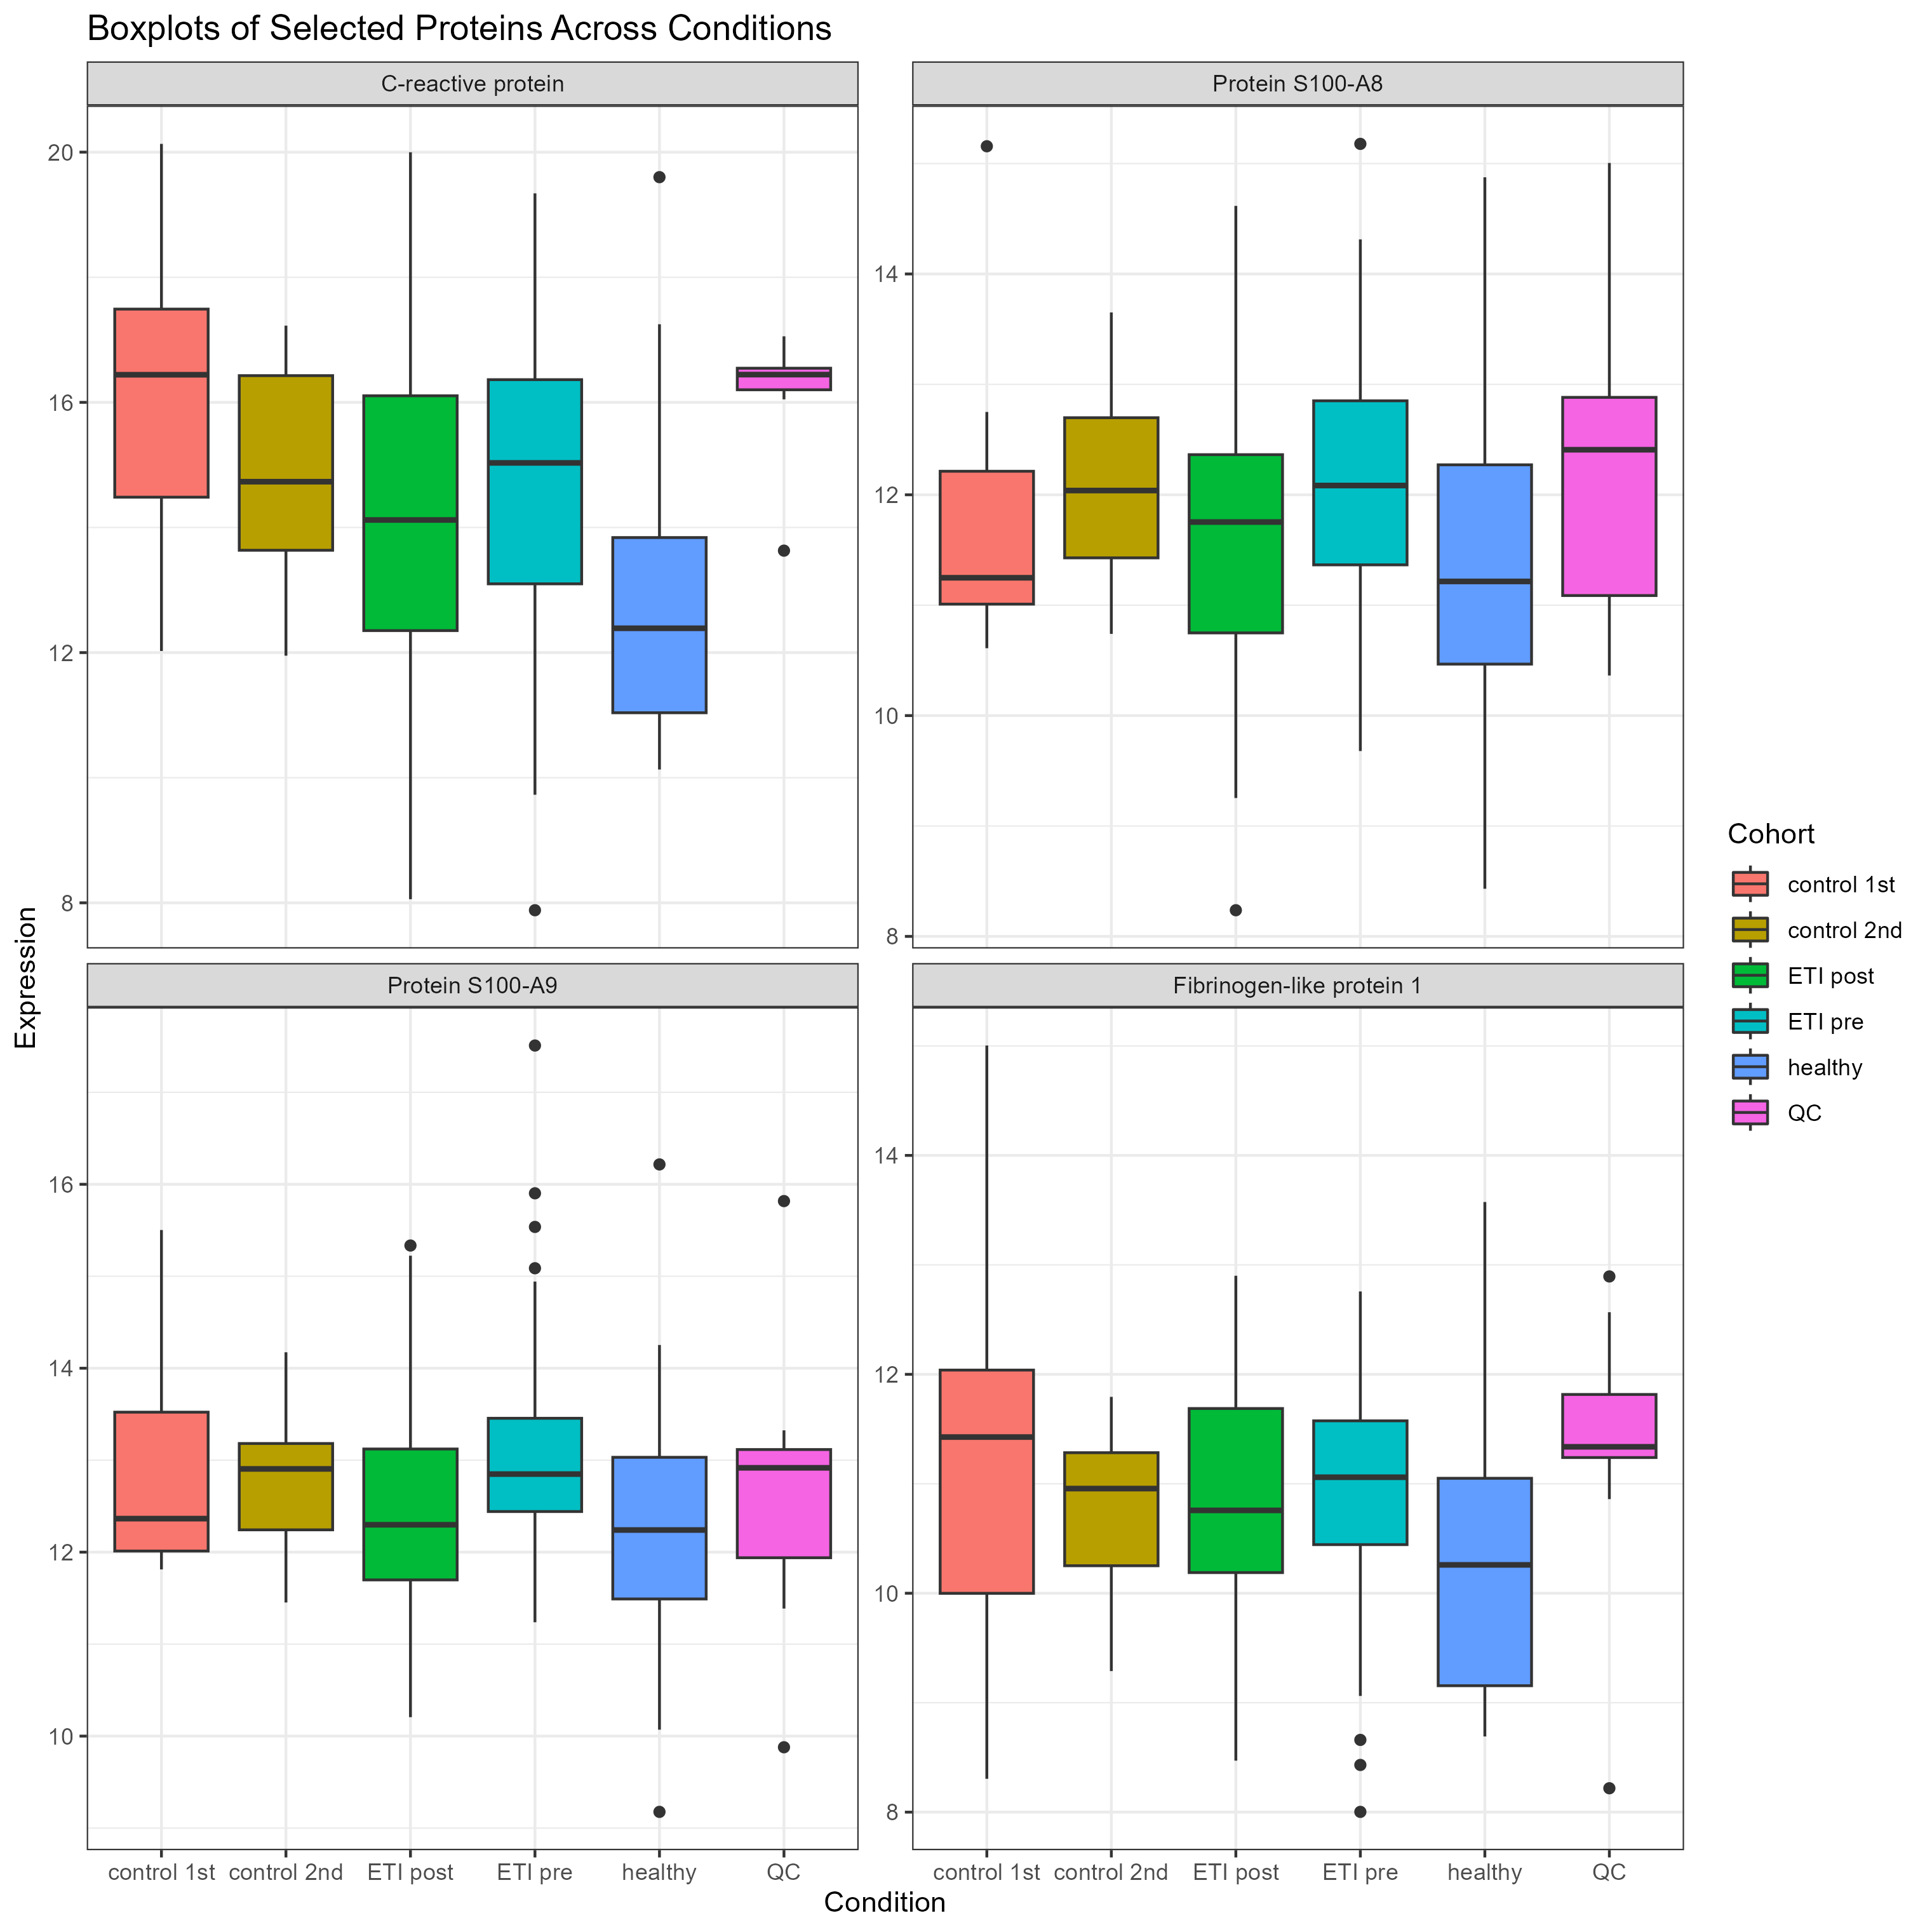 Boxplots of Selected Proteins Across Conditions
C-reactive protein
20
16
12
8
Protein S100-A8
14
12
10
8
Protein S100-A9
16
14
12
10
control 1st
control 2nd
ETI post
ETI pre
healthy
QC
Fibrinogen-like protein 1
14
12
10
8
control 1st
control 2nd
ETI post
ETI pre
healthy
QC
Expression
Condition
Cohort
control 1st
control 2nd
ETI post
ETI pre
healthy
QC